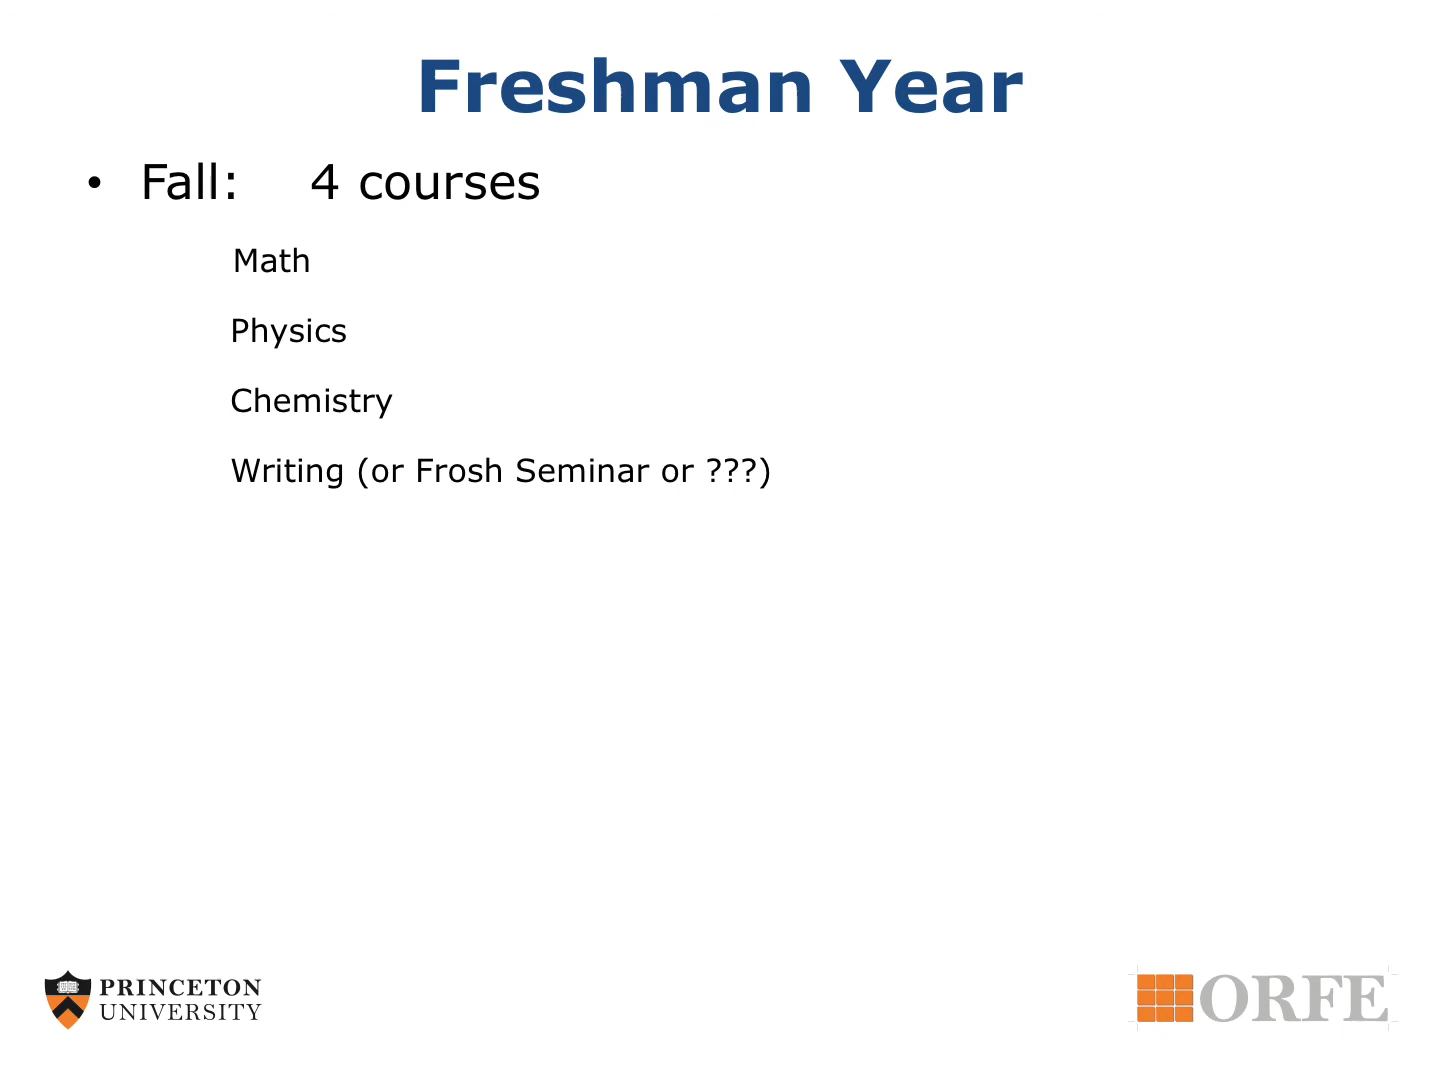 Freshman Year
• Fall: 4 courses
Math
Physics
Chemistry
Writing (or Frosh Seminar or ???)
PRINCETON
UNIVERSITY
ORFE